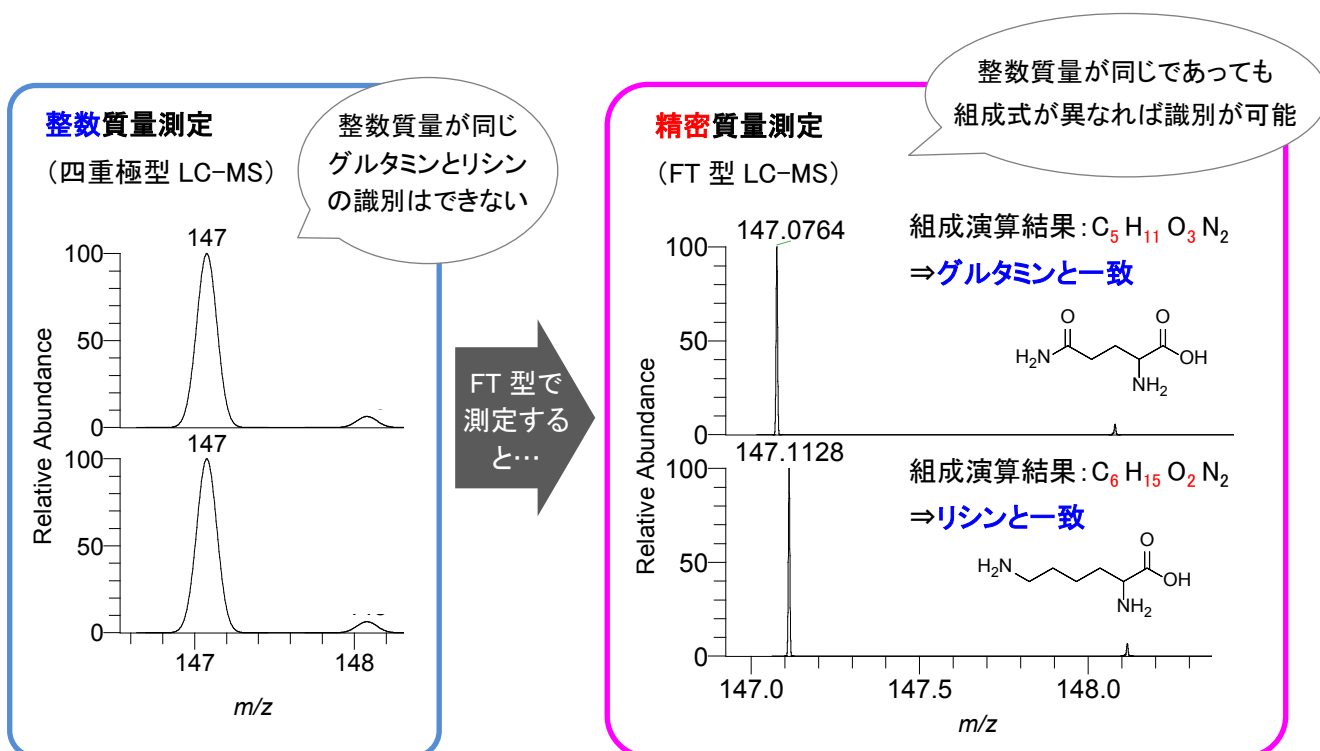 整数質量測定
（四重極型 LC-MS）
整数質量が同じ
グルタミンとリシン
の識別はできない
147
100
50
0
147
100
50
0
Relative Abundance
147
148
m/z
FT 型で
測定する
と…
整数質量が同じであっても
組成式が異なれば識別が可能
精密質量測定
（FT 型 LC-MS）
147.0764
100
50
0
組成演算結果：C5 H11 O3 N2
⇒グルタミンと一致
O
O
H2N
OH
NH2
147.1128
100
50
0
組成演算結果：C6 H15 O2 N2
⇒リシンと一致
O
H2N
OH
NH2
Relative Abundance
147.0
147.5
148.0
m/z